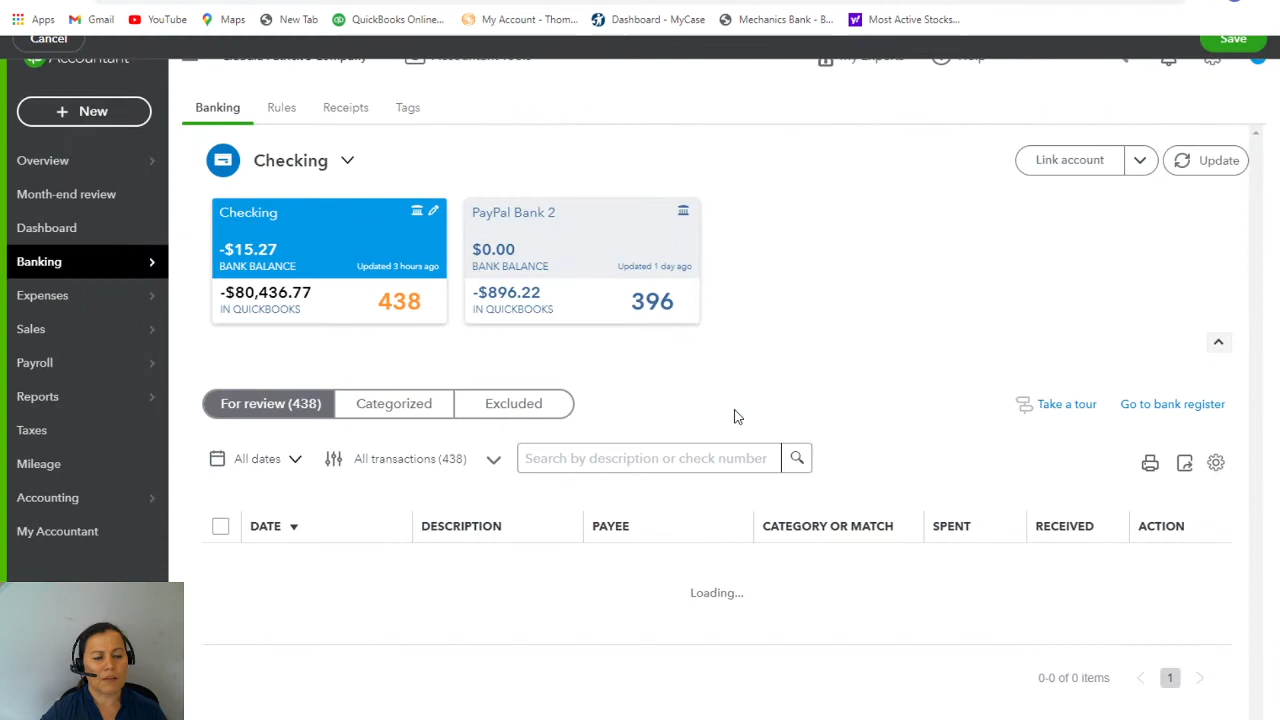 Apps Gmail YouTube Maps New Tab QuickBooks Online... My Account - Thom... Dashboard - MyCase Mechanics Bank - B... Most Active Stocks...
Cancel Save
Accountant
+ New
Banking Rules Receipts Tags
Overview
Month-end review
Dashboard
Banking
Expenses
Sales
Payroll
Reports
Taxes
Mileage
Accounting
My Accountant
Checking Link account Update
Checking
-$15.27
BANK BALANCE Updated 3 hours ago
-$80,436.77 438
IN QUICKBOOKS
PayPal Bank 2
$0.00
BANK BALANCE Updated 1 day ago
-$896.22 396
IN QUICKBOOKS
For review (438) Categorized Excluded Take a tour Go to bank register
All dates All transactions (438) Search by description or check number
DATE DESCRIPTION PAYEE CATEGORY OR MATCH SPENT RECEIVED ACTION
Loading...
0-0 of 0 items 1